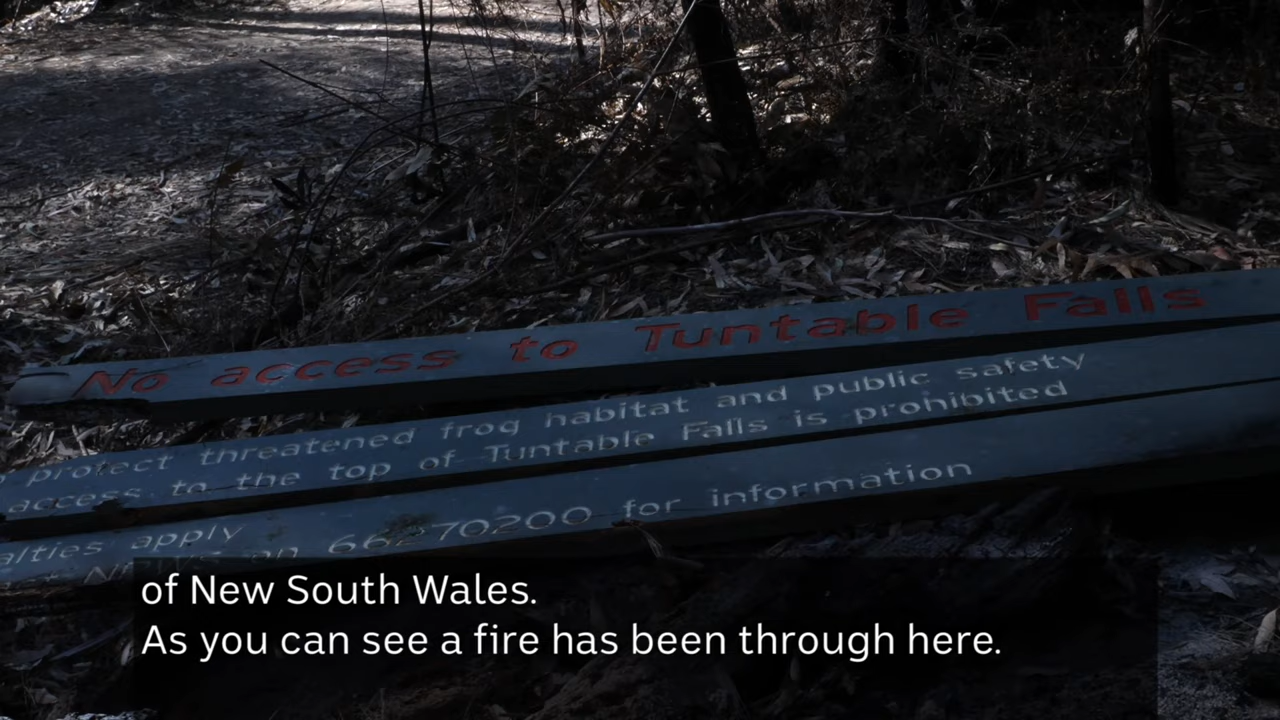 No access to Tuntable Falls
protect threatened frog habitat and public safety
access to the top of Tuntable Falls is prohibited
apply
on 66270200 for information
of New South Wales.
As you can see a fire has been through here.